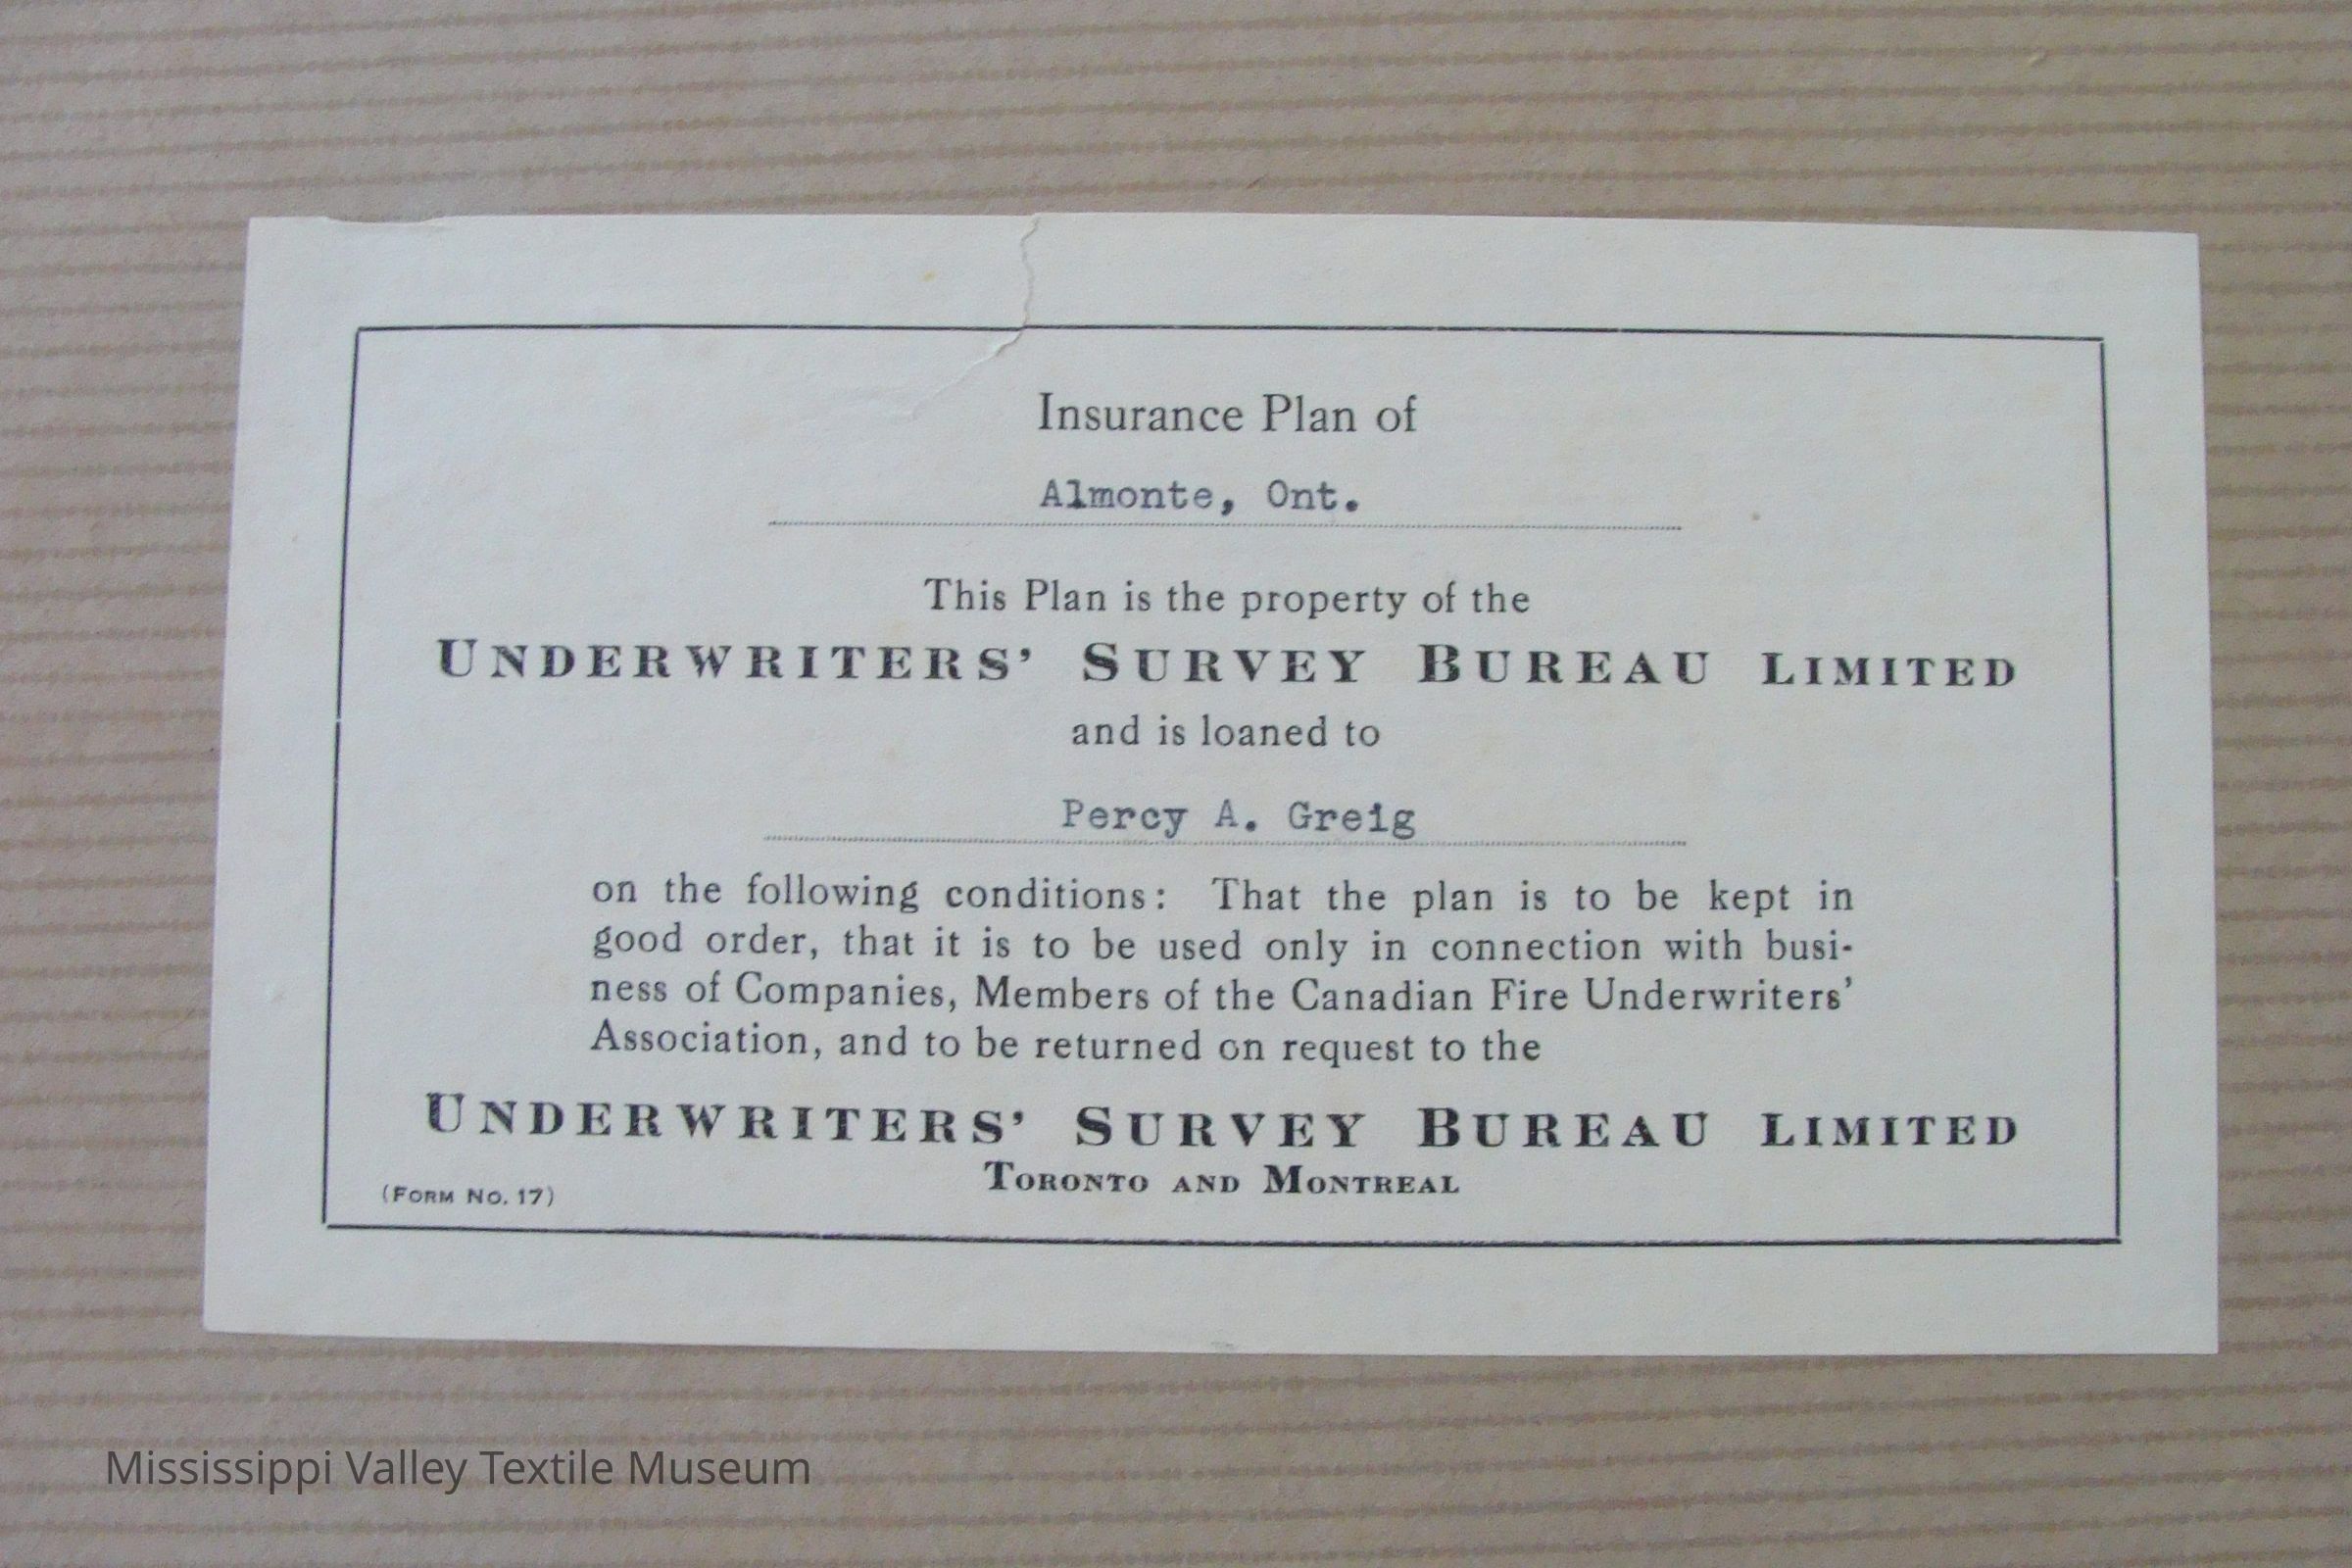 Insurance Plan of
Almonte, Ont.
This Plan is the property of the
UNDERWRITERS' SURVEY BUREAU LIMITED
and is loaned to
Percy A. Greig
on the following conditions: That the plan is to be kept in
good order, that it is to be used only in connection with busi-
ness of Companies, Members of the Canadian Fire Underwriters'
Association, and to be returned on request to the
UNDERWRITERS' SURVEY BUREAU LIMITED
TORONTO AND MONTREAL
(FORM NO. 17)
Mississippi Valley Textile Museum